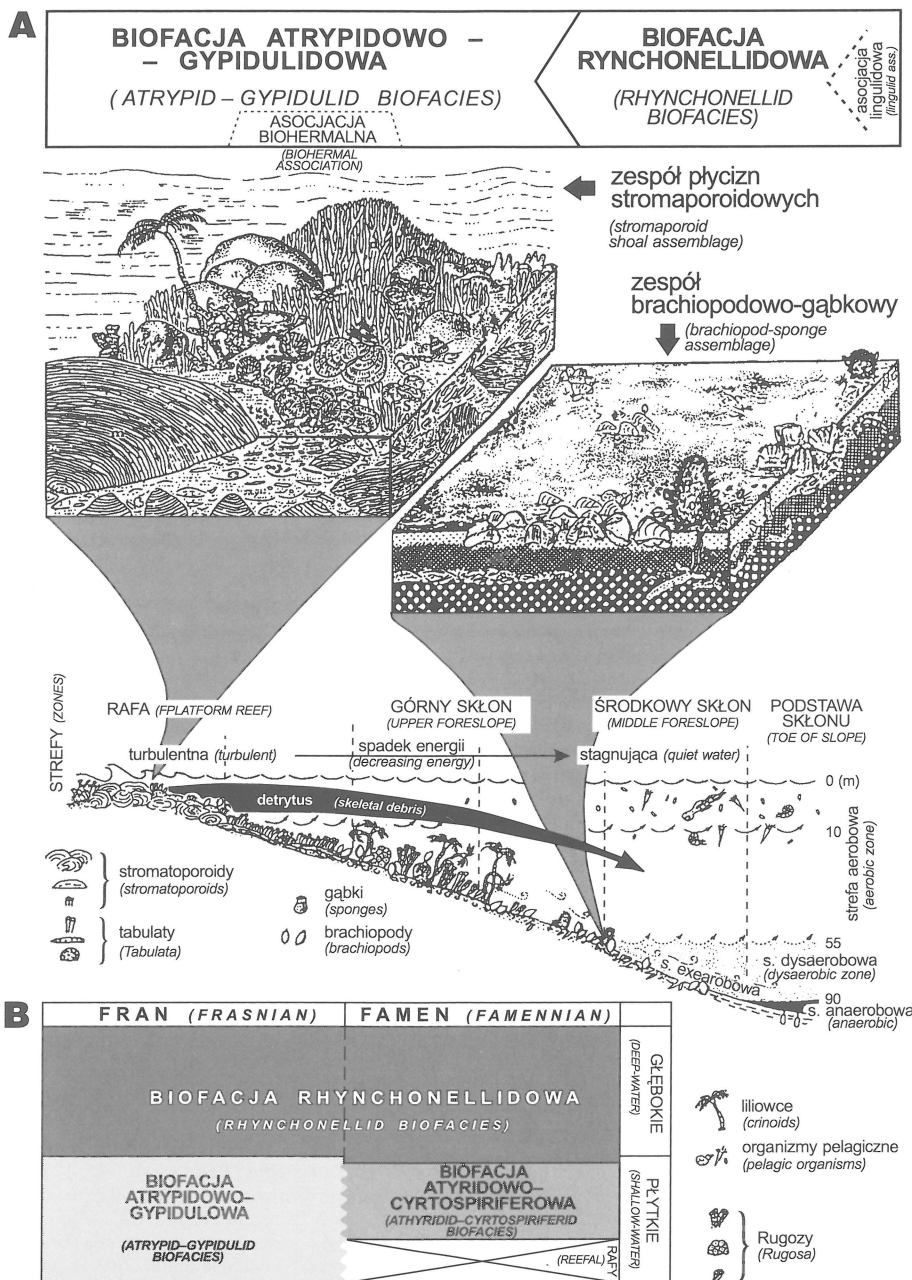 A
BIOFACJA ATRYPIDOWO –
– GYPIDULIDOWA
(ATRYPID – GYPIDULID BIOFACIES)
ASOCJACJA
BIOHERMALNA
(BIOHERMAL
ASSOCIATION)
BIOFACJA
RYNCHONELLIDOWA
(RHYNCHONELLID
BIOFACIES)
asocjacja
lingulidowa
(lingulid ass.)
zespół płycizn
stromaporoidowych
(stromaporoid
shoal assemblage)
zespół
brachiopodowo-gąbkowy
(brachiopod-sponge
assemblage)
STREFY (ZONES)
RAFA (FPLATFORM REEF)
GÓRNY SKŁON
(UPPER FORESLOPE)
ŚRODKOWY SKŁON
(MIDDLE FORESLOPE)
PODSTAWA
SKŁONU
(TOE OF SLOPE)
turbulentna (turbulent)
spadek energii
(decreasing energy)
stagnująca (quiet water)
0 (m)
detrytus (skeletal debris)
10
strefa aerobowa
(aerobic zone)
stromatoporoidy
(stromatoporoids)
tabulaty
(Tabulata)
gąbki
(sponges)
brachiopody
(brachiopods)
55
s. dysaerobowa
(dysaerobic zone)
s. exearobowa
90
s. anaerobowa
(anaerobic)
B
FRAN (FRASNIAN)
FAMEN (FAMENNIAN)
BIOFACJA RHYNCHONELLIDOWA
(RHYNCHONELLID BIOFACIES)
GŁĘBOKIE
(DEEP-WATER)
BIOFACJA
ATRYPIDOWO–
GYPIDULOWA
(ATRYPID–GYPIDULID
BIOFACIES)
BIOFACJA
ATYRIDOWO–
CYRTOSPIRIFEROWA
(ATHYRIDID–CYRTOSPIRIFERID
BIOFACIES)
(REEFAL)
RAFY
PŁYTKIE
(SHALLOW-WATER)
liliowce
(crinoids)
organizmy pelagiczne
(pelagic organisms)
Rugozy
(Rugosa)